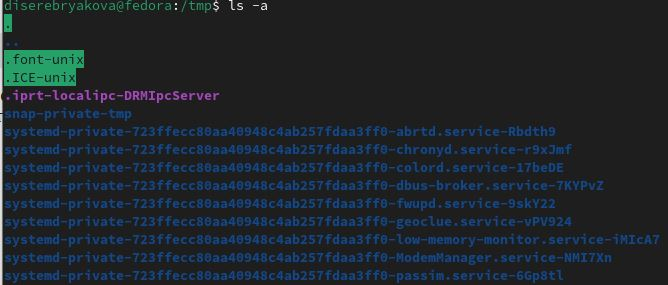 diserebryakova@fedora:/tmp$ ls -a
.
..
.font-unix
.ICE-unix
.iprt-localipc-DRMIpcServer
snap-private-tmp
systemd-private-723ffecc80aa40948c4ab257fdaa3ff0-abrtd.service-Rbdth9
systemd-private-723ffecc80aa40948c4ab257fdaa3ff0-chronyd.service-r9xJmf
systemd-private-723ffecc80aa40948c4ab257fdaa3ff0-colord.service-17beDE
systemd-private-723ffecc80aa40948c4ab257fdaa3ff0-dbus-broker.service-7KYPvZ
systemd-private-723ffecc80aa40948c4ab257fdaa3ff0-fwupd.service-9skY22
systemd-private-723ffecc80aa40948c4ab257fdaa3ff0-geoclue.service-vPV924
systemd-private-723ffecc80aa40948c4ab257fdaa3ff0-low-memory-monitor.service-iMIcA7
systemd-private-723ffecc80aa40948c4ab257fdaa3ff0-ModemManager.service-NMI7Xn
systemd-private-723ffecc80aa40948c4ab257fdaa3ff0-passim.service-6Gp8tl